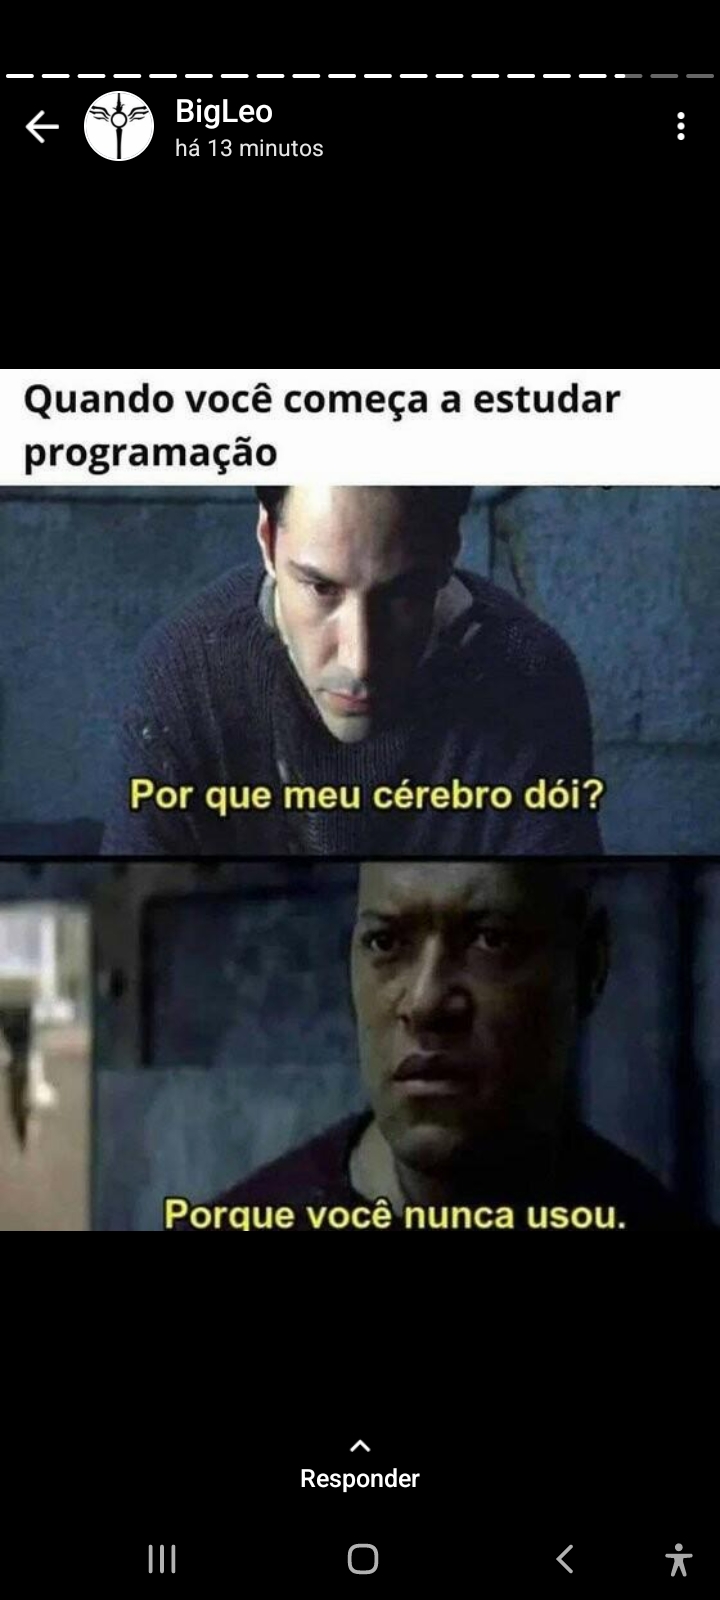 BigLeo
há 13 minutos
Quando você começa a estudar
programação
Por que meu cérebro dói?
Porque você nunca usou.
Responder